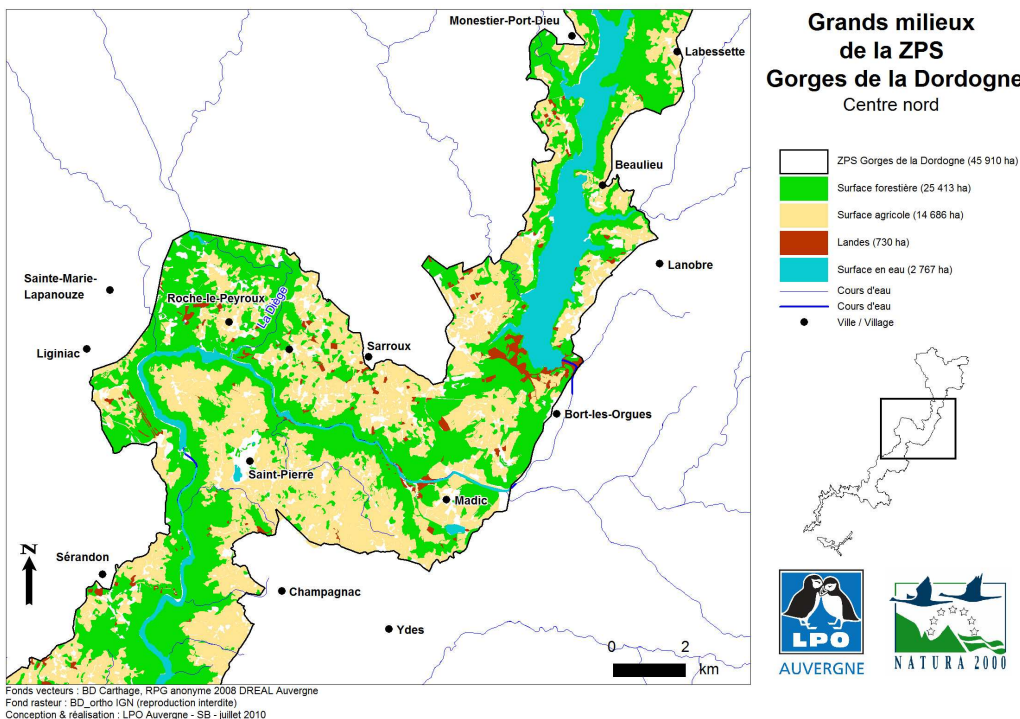 Grands milieux
de la ZPS
Gorges de la Dordogne
Centre nord
ZPS Gorges de la Dordogne (45 910 ha)
Surface forestière (25 413 ha)
Surface agricole (14 686 ha)
Landes (730 ha)
Surface en eau (2 767 ha)
Cours d'eau
Cours d'eau
Ville / Village
Monestier-Port-Dieu
Labessette
Beaulieu
Lanobre
Sainte-Marie-
Lapanouze
Roche-le-Peyroux
La Diège
Liginiac
Sarroux
Bort-les-Orgues
Saint-Pierre
Madic
Sérandon
Champagnac
Ydes
N
0 2
km
LPO
AUVERGNE
NATURA 2000
Fonds vecteurs : BD Carthage, RPG anonyme 2008 DREAL Auvergne
Fond rasteur : BD_ortho IGN (reproduction interdite)
Conception & réalisation : LPO Auvergne - SB - juillet 2010